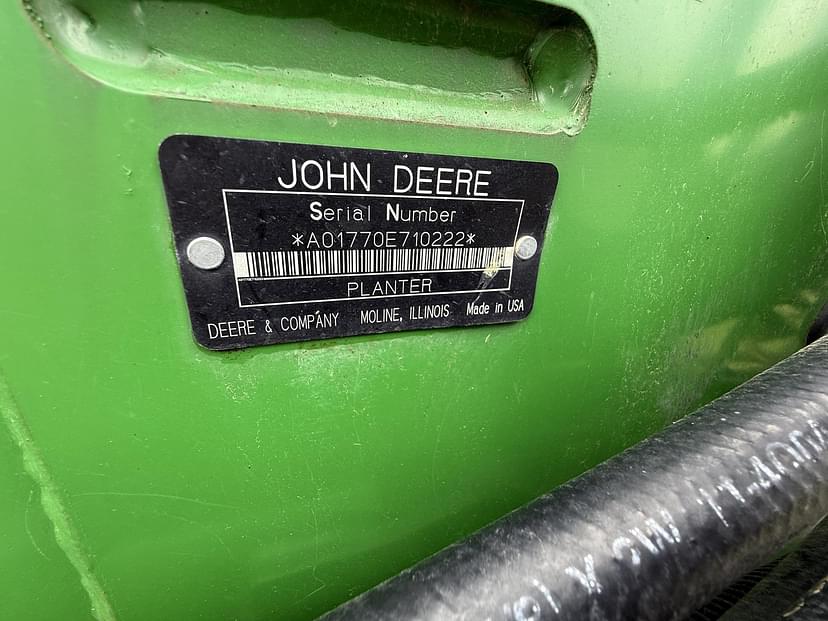 JOHN DEERE
Serial Number
*A01770E710222*
PLANTER
DEERE & COMPANY MOLINE, ILLINOIS Made in USA